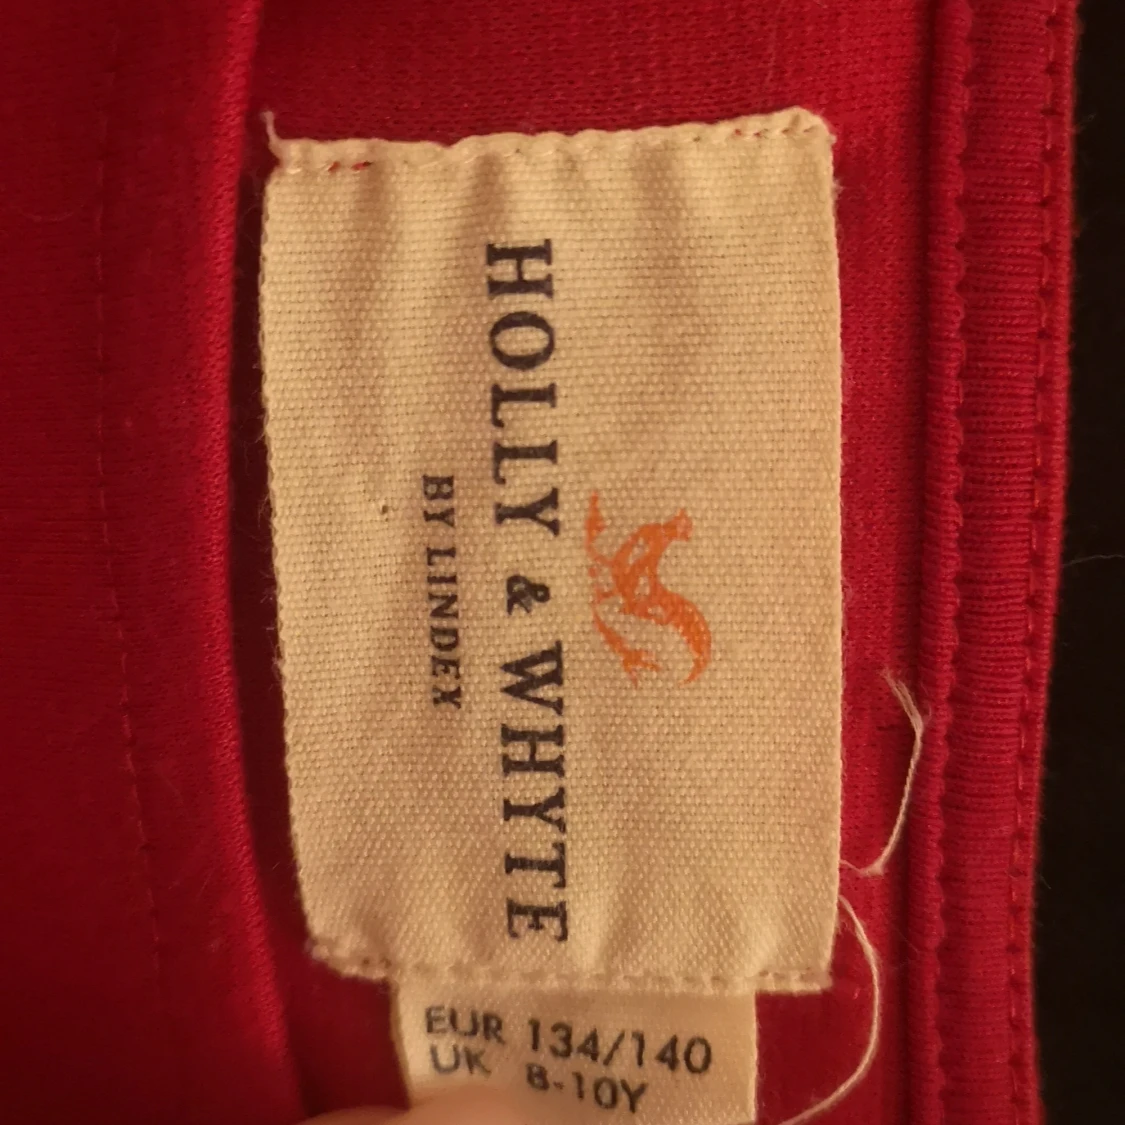 HOLLY & WHYTE
BY LINDEX
EUR 134/140
UK 8-10Y